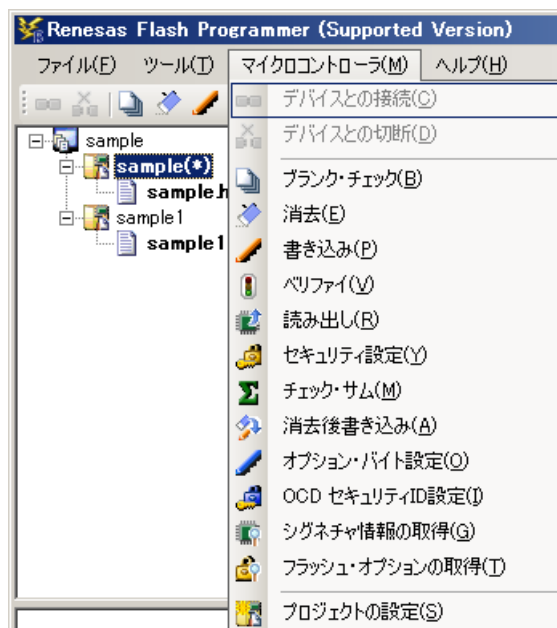 Renesas Flash Programmer (Supported Version)
ファイル(F) ツール(T) マイクロコントローラ(M) ヘルプ(H)
デバイスとの接続(C)
デバイスとの切断(D)
sample
sample(*)
sample.h
sample1
sample1
ブランク・チェック(B)
消去(E)
書き込み(P)
ベリファイ(V)
読み出し(R)
セキュリティ設定(Y)
チェック・サム(M)
消去後書き込み(A)
オプション・バイト設定(O)
OCD セキュリティID設定(I)
シグネチャ情報の取得(G)
フラッシュ・オプションの取得(T)
プロジェクトの設定(S)